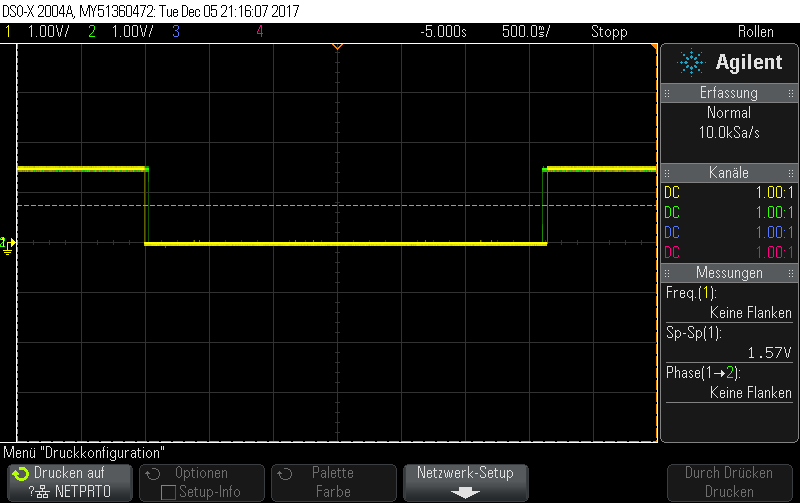 DSO-X 2004A, MY51360472: Tue Dec 05 21:16:07 2017
1 1.00V/ 2 1.00V/ 3 4 -5.000s 500.0ms/ Stopp Rollen
Agilent
Erfassung
Normal
10.0kSa/s
Kanäle
DC 1.00:1
DC 1.00:1
DC 1.00:1
DC 1.00:1
Messungen
Freq.(1):
Keine Flanken
Sp-Sp(1):
1.57V
Phase(1→2):
Keine Flanken
Menü "Druckkonfiguration"
Drucken auf
? NETPRT0
Optionen
Setup-Info
Palette
Farbe
Netzwerk-Setup
Durch Drücken
Drucken